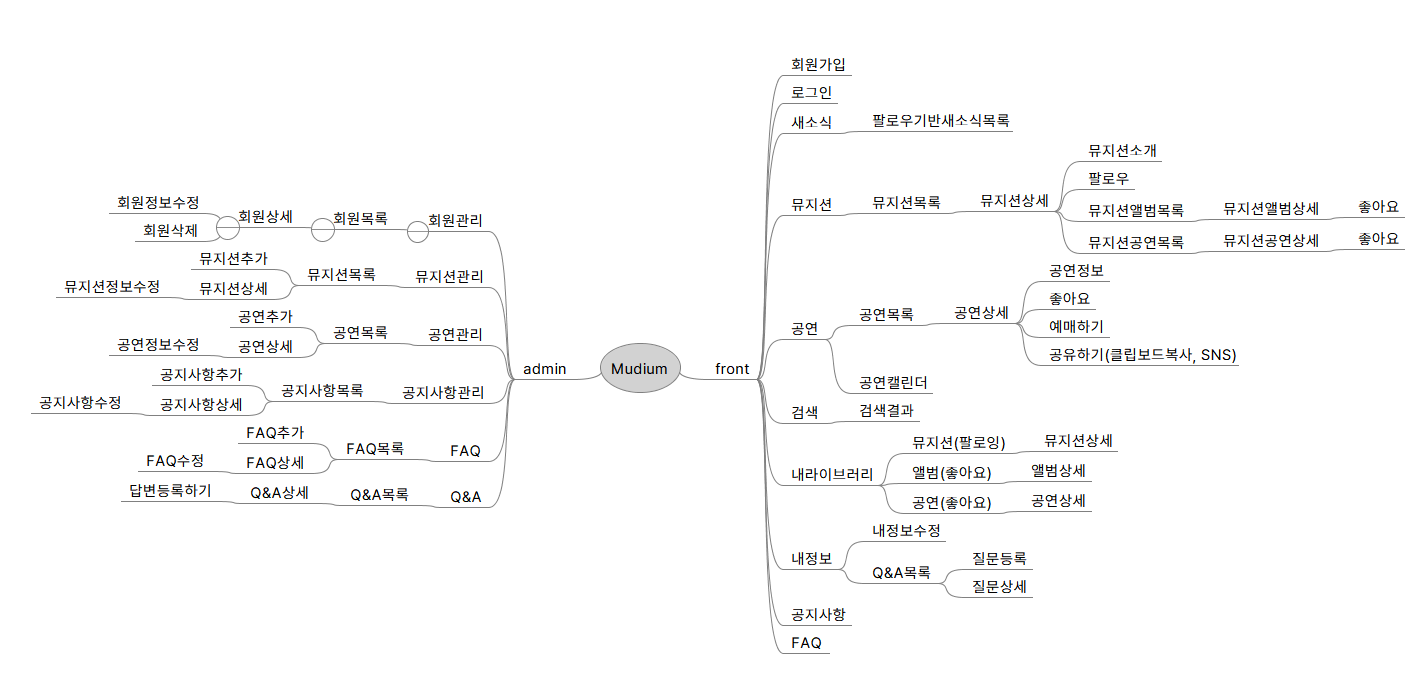 Mudium
front
회원가입
로그인
새소식
팔로우기반새소식목록
뮤지션
뮤지션목록
뮤지션상세
뮤지션소개
팔로우
뮤지션앨범목록
뮤지션앨범상세
좋아요
뮤지션공연목록
뮤지션공연상세
좋아요
공연
공연목록
공연상세
공연정보
좋아요
예매하기
공유하기(클립보드복사, SNS)
공연캘린더
검색
검색결과
내라이브러리
뮤지션(팔로잉)
뮤지션상세
앨범(좋아요)
앨범상세
공연(좋아요)
공연상세
내정보
내정보수정
Q&A목록
질문등록
질문상세
공지사항
FAQ
admin
회원관리
회원목록
회원상세
회원정보수정
회원삭제
뮤지션관리
뮤지션목록
뮤지션추가
뮤지션상세
뮤지션정보수정
공연관리
공연목록
공연추가
공연상세
공연정보수정
공지사항관리
공지사항목록
공지사항추가
공지사항상세
공지사항수정
FAQ
FAQ목록
FAQ추가
FAQ상세
FAQ수정
Q&A
Q&A목록
Q&A상세
답변등록하기